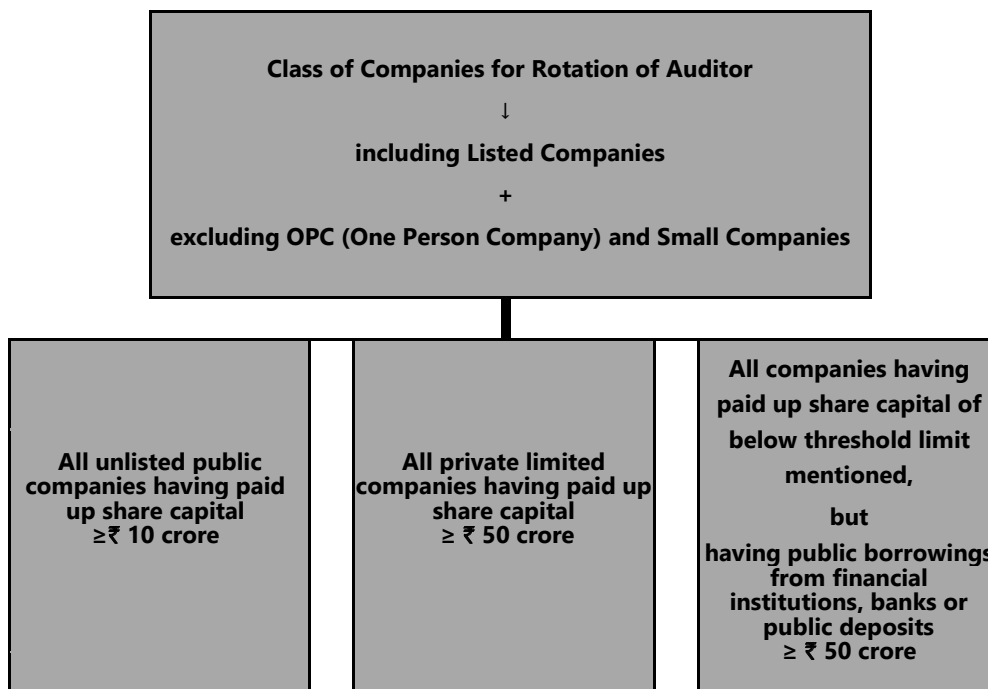 Class of Companies for Rotation of Auditor
↓
including Listed Companies
+
excluding OPC (One Person Company) and Small Companies
All unlisted public
companies having paid
up share capital
≥₹ 10 crore
All private limited
companies having paid up
share capital
≥ ₹ 50 crore
All companies having
paid up share capital of
below threshold limit
mentioned,
but
having public borrowings
from financial
institutions, banks or
public deposits
≥ ₹ 50 crore